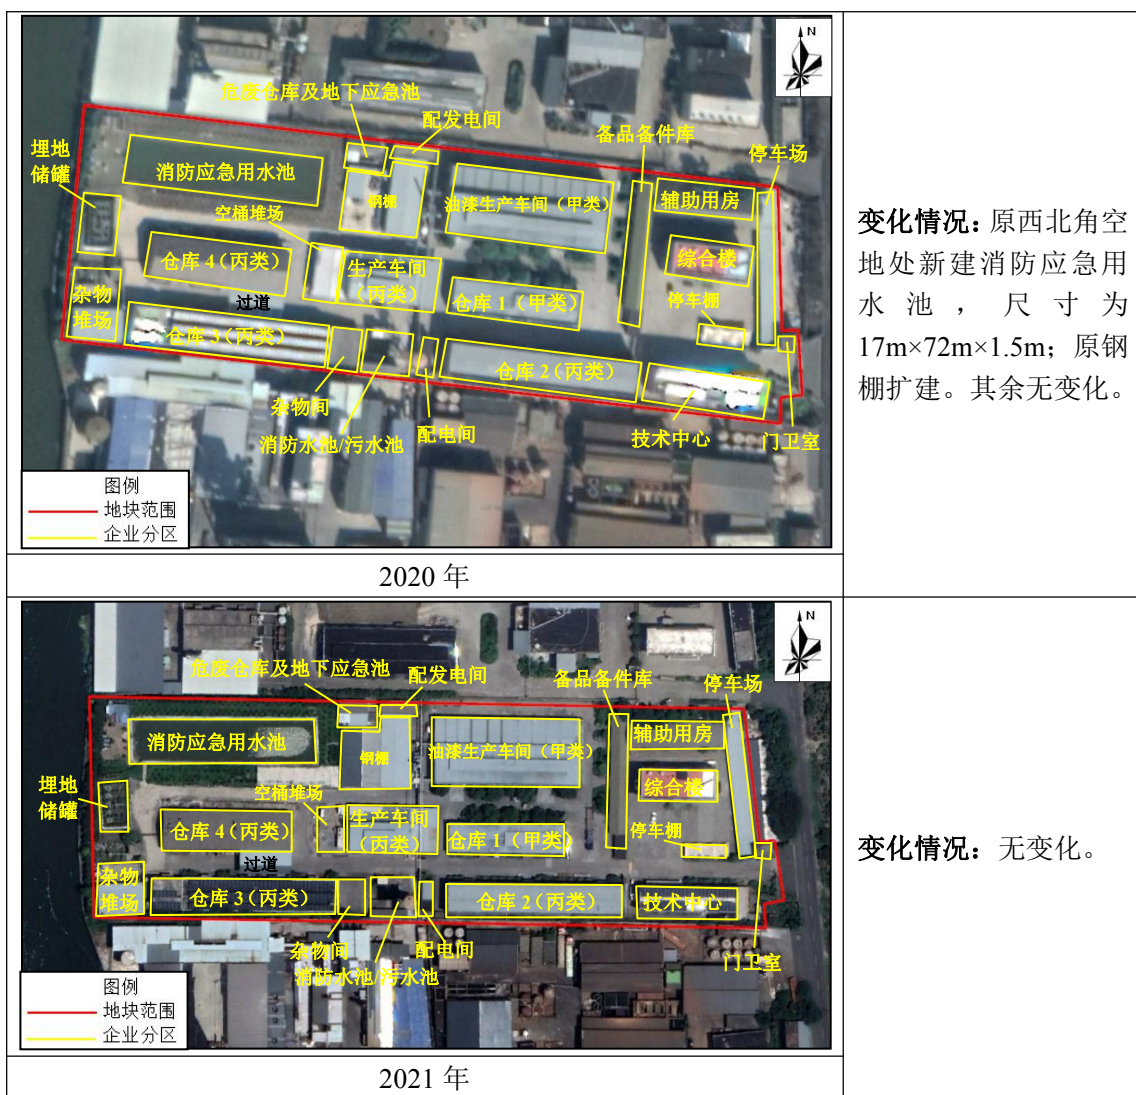 N
危废仓库及地下应急池
配发电间
备品备件库
停车场
埋地
储罐
消防应急用水池
钢棚
油漆生产车间（甲类）
辅助用房
空桶堆场
综合楼
仓库 4（丙类）
生产车间
（丙类）
杂物
堆场
过道
仓库 1（甲类）
停车棚
仓库 3（丙类）
仓库 2（丙类）
杂物间
消防水池/污水池
配电间
技术中心
门卫室
图例
地块范围
企业分区
变化情况：原西北角空
地处新建消防应急用
水池，尺寸为
17m×72m×1.5m；原钢
棚扩建。其余无变化。
2020 年
N
危废仓库及地下应急池
配发电间
备品备件库
停车场
消防应急用水池
钢棚
油漆生产车间（甲类）
辅助用房
埋地
储罐
空桶堆场
综合楼
仓库 4（丙类）
生产车间
（丙类）
仓库 1（甲类）
停车棚
过道
杂物
堆场
仓库 3（丙类）
仓库 2（丙类）
技术中心
杂物间
消防水池/污水池
配电间
门卫室
图例
地块范围
企业分区
变化情况：无变化。
2021 年